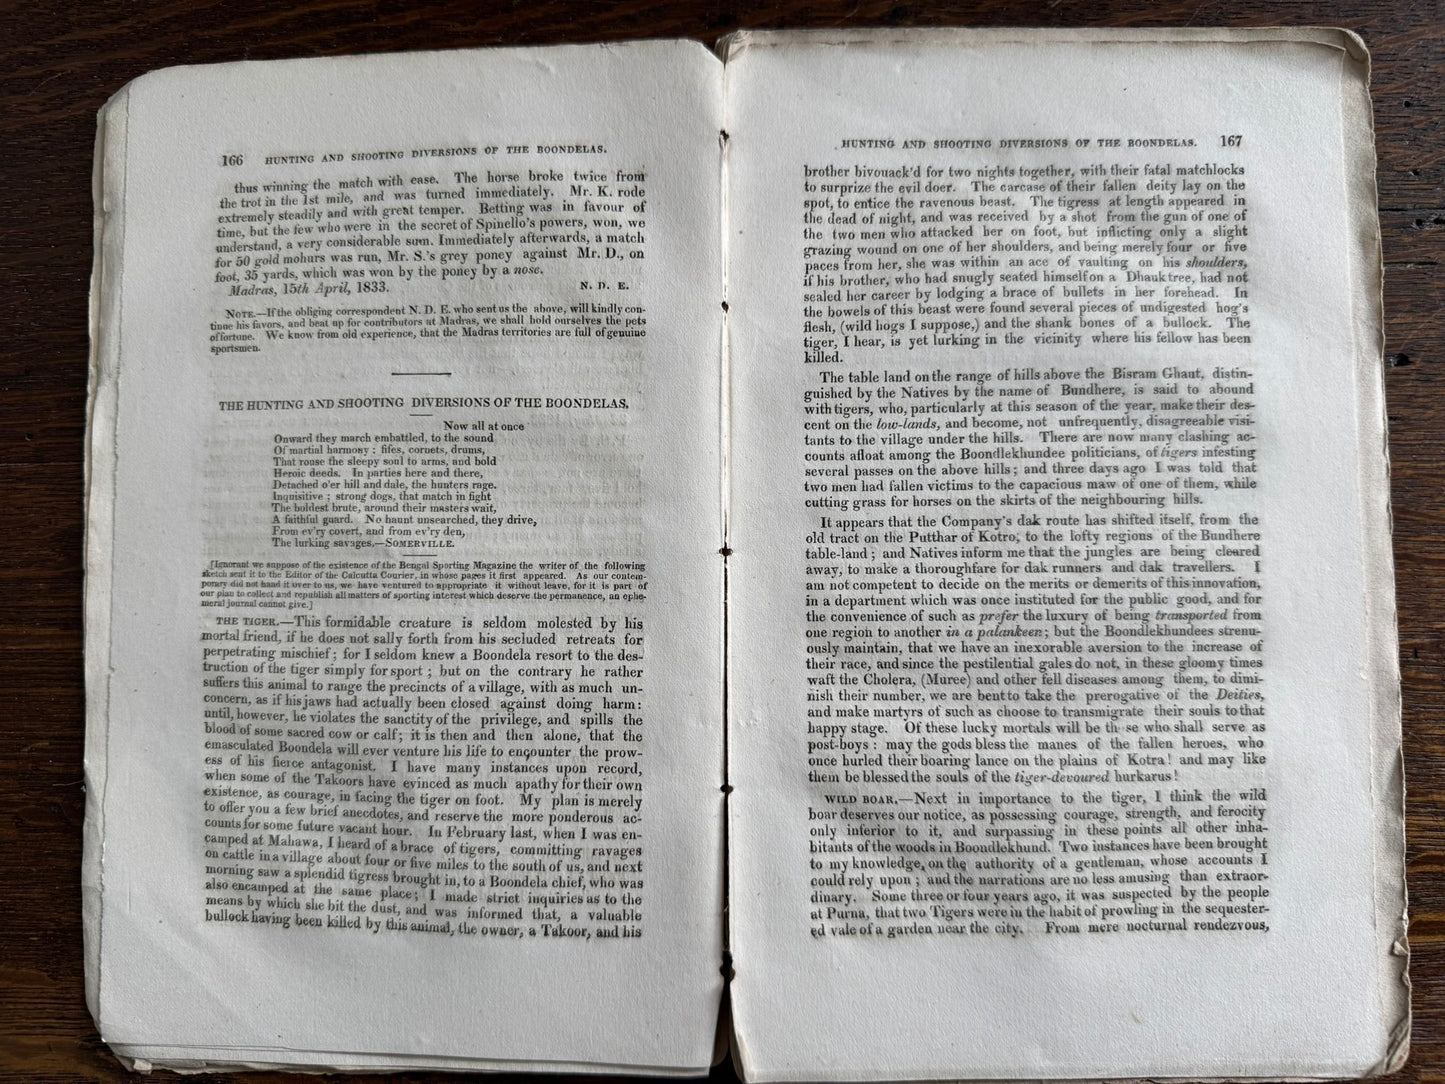 166 HUNTING AND SHOOTING DIVERSIONS OF THE BOONDELAS.
thus winning the match with ease. The horse broke twice from
the trot in the 1st mile, and was turned immediately. Mr. K. rode
extremely steadily and with great temper. Betting was in favour of
time, but the few who were in the secret of Spinello's powers, won, we
understand, a very considerable sum. Immediately afterwards, a match
for 50 gold mohurs was run, Mr. S.'s grey poney against Mr. D., on
foot, 35 yards, which was won by the poney by a nose.
Madras, 15th April, 1833. N. D. E.
NOTE.—If the obliging correspondent N. D. E. who sent us the above, will kindly con-
tinue his favors, and beat up for contributors at Madras, we shall hold ourselves the pets
of fortune. We know from old experience, that the Madras territories are full of genuine
sportsmen.
THE HUNTING AND SHOOTING DIVERSIONS OF THE BOONDELAS.
Now all at once
Onward they march embattled, to the sound
Of martial harmony; fifes, cornets, drums,
That rouse the sleepy soul to arms, and bold
Heroic deeds. In parties here and there,
Detached o'er hill and dale, the hunters rage.
Inquisitive; strong dogs, that match in fight
The boldest brute, around their masters wait,
A faithful guard. No haunt unsearched, they drive,
From ev'ry covert, and from ev'ry den,
The lurking savages.—SOMERVILLE.
[Ignorant we suppose of the existence of the Bengal Sporting Magazine the writer of the following
sketch sent it to the Editor of the Calcutta Courier, in whose pages it first appeared. As our contem-
porary did not hand it over to us, we have ventured to appropriate it without leave, for it is part of
our plan to collect and republish all matters of sporting interest which deserve the permanence, an ephe-
meral journal cannot give.]
THE TIGER.—This formidable creature is seldom molested by his
mortal friend, if he does not sally forth from his secluded retreats for
perpetrating mischief; for I seldom knew a Boondela resort to the des-
truction of the tiger simply for sport; but on the contrary he rather
suffers this animal to range the precincts of a village, with as much un-
concern, as if his jaws had actually been closed against doing harm:
until, however, he violates the sanctity of the privilege, and spills the
blood of some sacred cow or calf; it is then and then alone, that the
emasculated Boondela will ever venture his life to encounter the prow-
ess of his fierce antagonist. I have many instances upon record,
when some of the Takoors have evinced as much apathy for their own
existence, as courage, in facing the tiger on foot. My plan is merely
to offer you a few brief anecdotes, and reserve the more ponderous ac-
counts for some future vacant hour. In February last, when I was en-
camped at Mahawa, I heard of a brace of tigers, committing ravages
on cattle in a village about four or five miles to the south of us, and next
morning saw a splendid tigress brought in, to a Boondela chief, who was
also encamped at the same place; I made strict inquiries as to the
means by which she bit the dust, and was informed that, a valuable
bullock having been killed by this animal, the owner, a Takoor, and his
HUNTING AND SHOOTING DIVERSIONS OF THE BOONDELAS. 167
brother bivouack'd for two nights together, with their fatal matchlocks
to surprize the evil doer. The carcase of their fallen deity lay on the
spot, to entice the ravenous beast. The tigress at length appeared in
the dead of night, and was received by a shot from the gun of one of
the two men who attacked her on foot, but inflicting only a slight
grazing wound on one of her shoulders, and being merely four or five
paces from her, she was within an ace of vaulting on his shoulders,
if his brother, who had snugly seated himself on a Dhauk tree, had not
sealed her career by lodging a brace of bullets in her forehead. In
the bowels of this beast were found several pieces of undigested hog's
flesh, (wild hogs I suppose,) and the shank bones of a bullock. The
tiger, I hear, is yet lurking in the vicinity where his fellow has been
killed.
The table land on the range of hills above the Bisram Ghaut, distin-
guished by the Natives by the name of Bundhere, is said to abound
with tigers, who, particularly at this season of the year, make their des-
cent on the low-lands, and become, not unfrequently, disagreeable visi-
tants to the village under the hills. There are now many clashing ac-
counts afloat among the Boondlekhundee politicians, of tigers infesting
several passes on the above hills; and three days ago I was told that
two men had fallen victims to the capacious maw of one of them, while
cutting grass for horses on the skirts of the neighbouring hills.
It appears that the Company's dak route has shifted itself, from the
old tract on the Putthar of Kotro, to the lofty regions of the Bundhere
table-land; and Natives inform me that the jungles are being cleared
away, to make a thoroughfare for dak runners and dak travellers. I
am not competent to decide on the merits or demerits of this innovation,
in a department which was once instituted for the public good, and for
the convenience of such as prefer the luxury of being transported from
one region to another in a palankeen; but the Boondlekhundees strenu-
ously maintain, that we have an inexorable aversion to the increase of
their race, and since the pestilential gales do not, in these gloomy times
waft the Cholera, (Muree) and other fell diseases among them, to dimi-
nish their number, we are bent to take the prerogative of the Deities,
and make martyrs of such as choose to transmigrate their souls to that
happy stage. Of these lucky mortals will be th se who shall serve as
post-boys: may the gods bless the manes of the fallen heroes, who
once hurled their boaring lance on the plains of Kotra! and may like
them be blessed the souls of the tiger-devoured hurkarus!
WILD BOAR.—Next in importance to the tiger, I think the wild
boar deserves our notice, as possessing courage, strength, and ferocity
only inferior to it, and surpassing in these points all other inha-
bitants of the woods in Boondlekhund. Two instances have been brought
to my knowledge, on the authority of a gentleman, whose accounts I
could rely upon; and the narrations are no less amusing than extraor-
dinary. Some three or four years ago, it was suspected by the people
at Purna, that two Tigers were in the habit of prowling in the sequester-
ed vale of a garden near the city. From mere nocturnal rendezvous,